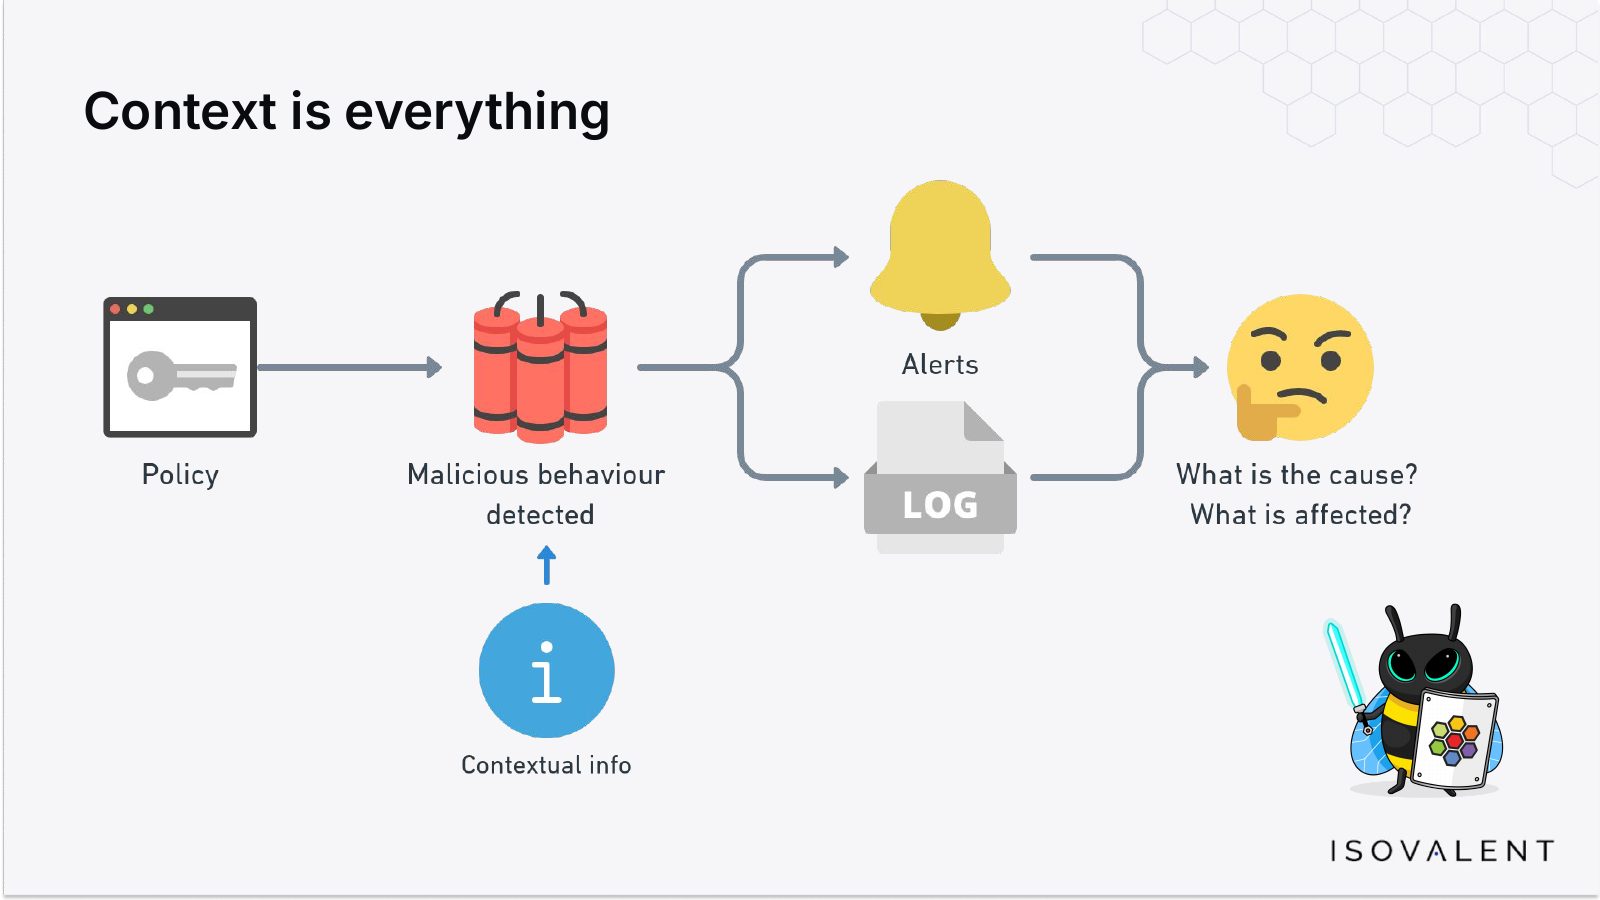 Context is everything
Policy
Malicious behaviour
detected
Alerts
LOG
What is the cause?
What is affected?
i
Contextual info
ISOVALENT